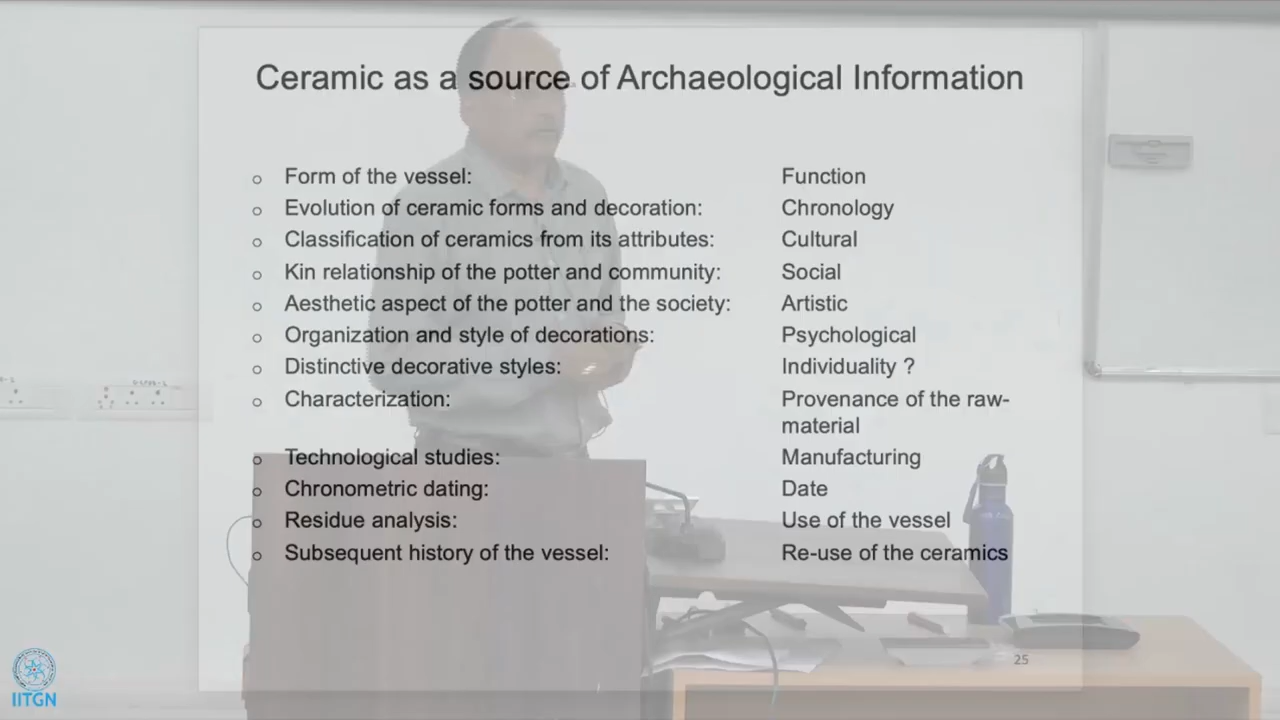 Ceramic as a source of Archaeological Information
Form of the vessel: Function
Evolution of ceramic forms and decoration: Chronology
Classification of ceramics from its attributes: Cultural
Kin relationship of the potter and community: Social
Aesthetic aspect of the potter and the society: Artistic
Organization and style of decorations: Psychological
Distinctive decorative styles: Individuality ?
Characterization: Provenance of the raw-
material
Technological studies: Manufacturing
Chronometric dating: Date
Residue analysis: Use of the vessel
Subsequent history of the vessel: Re-use of the ceramics
25
IITGN